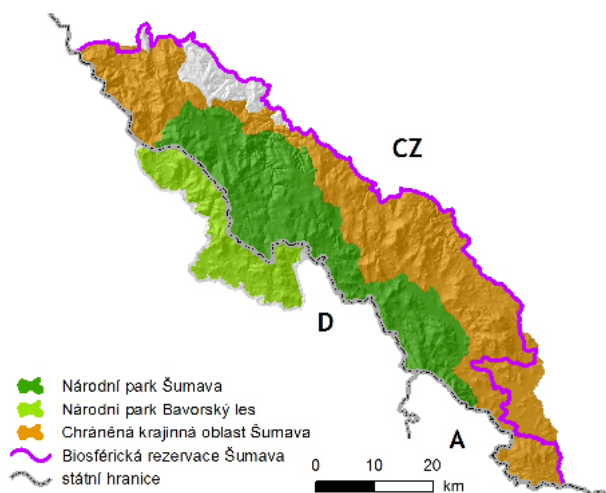 CZ
D
A
Národní park Šumava
Národní park Bavorský les
Chráněná krajinná oblast Šumava
Biosférická rezervace Šumava
státní hranice
0 10 20
km